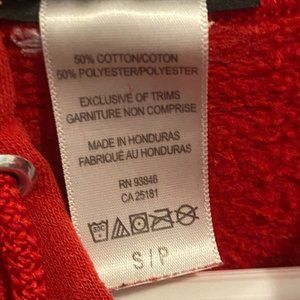 50% COTTON/COTON
50% POLYESTER/POLYESTER
EXCLUSIVE OF TRIMS
GARNITURE NON COMPRISE
MADE IN HONDURAS
FABRIQUÉ AU HONDURAS
RN 93846
CA 25181
S/P